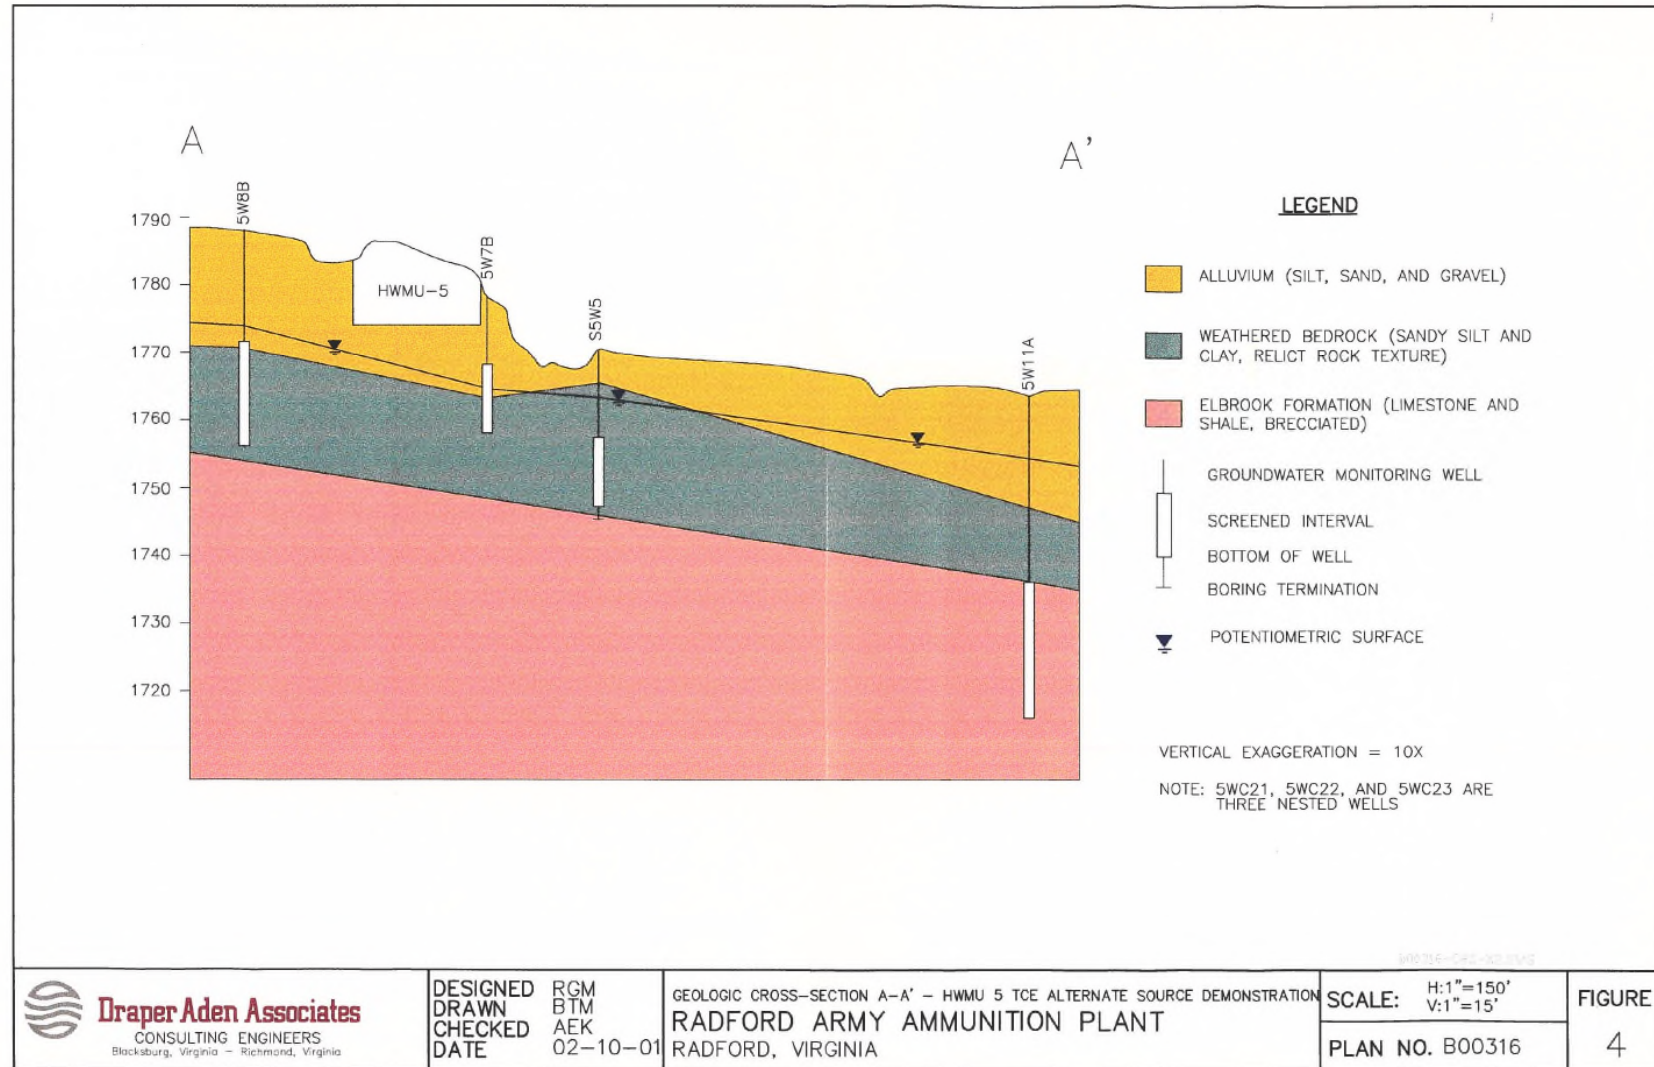 A
A'
5W8B
5W7B
S5W5
5W11A
HWMU-5
1790
1780
1770
1760
1750
1740
1730
1720
LEGEND
ALLUVIUM (SILT, SAND, AND GRAVEL)
WEATHERED BEDROCK (SANDY SILT AND
CLAY, RELICT ROCK TEXTURE)
ELBROOK FORMATION (LIMESTONE AND
SHALE, BRECCIATED)
GROUNDWATER MONITORING WELL
SCREENED INTERVAL
BOTTOM OF WELL
BORING TERMINATION
POTENTIOMETRIC SURFACE
VERTICAL EXAGGERATION = 10X
NOTE: 5WC21, 5WC22, AND 5WC23 ARE
THREE NESTED WELLS
Draper Aden Associates
CONSULTING ENGINEERS
Blacksburg, Virginia – Richmond, Virginia
DESIGNED RGM
DRAWN BTM
CHECKED AEK
DATE 02-10-01
GEOLOGIC CROSS-SECTION A-A' - HWMU 5 TCE ALTERNATE SOURCE DEMONSTRATION
RADFORD ARMY AMMUNITION PLANT
RADFORD, VIRGINIA
SCALE: H:1"=150'
V:1"=15'
PLAN NO. B00316
FIGURE
4